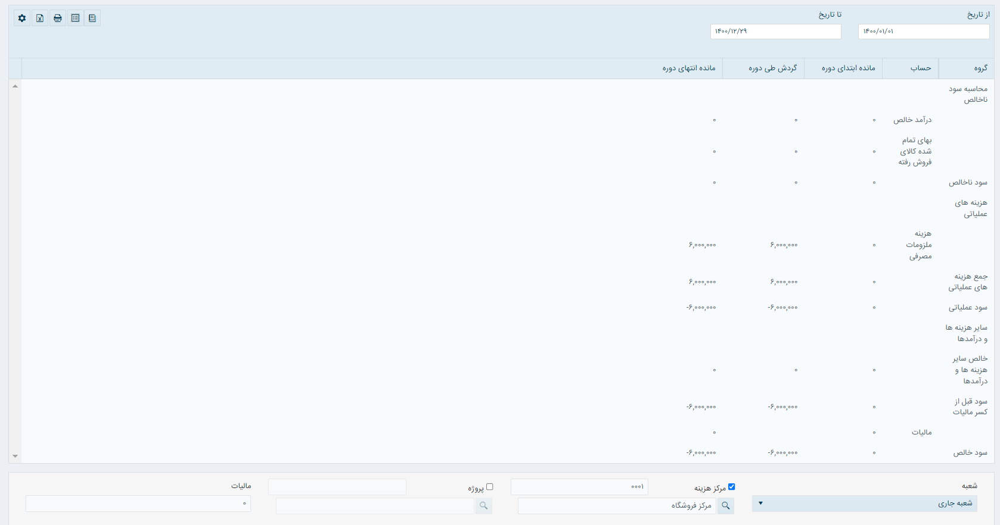 از تاریخ
تا تاریخ
۱۴۰۰/۰۱/۰۱
۱۴۰۰/۱۲/۲۹
گروه
حساب
مانده ابتدای دوره
گردش طی دوره
مانده انتهای دوره
محاسبه سود
ناخالص
درآمد خالص
۰
۰
۰
بهای تمام
شده کالای
فروش رفته
۰
۰
۰
سود ناخالص
۰
۰
۰
هزینه های
عملیاتی
هزینه
ملزومات
مصرفی
۰
۶,۰۰۰,۰۰۰
۶,۰۰۰,۰۰۰
جمع هزینه
های عملیاتی
۰
۶,۰۰۰,۰۰۰
۶,۰۰۰,۰۰۰
سود عملیاتی
۰
-۶,۰۰۰,۰۰۰
-۶,۰۰۰,۰۰۰
سایر هزینه ها
و درآمدها
خالص سایر
هزینه ها و
درآمدها
۰
۰
۰
سود قبل از
کسر مالیات
۰
-۶,۰۰۰,۰۰۰
-۶,۰۰۰,۰۰۰
مالیات
۰
۰
سود خالص
۰
-۶,۰۰۰,۰۰۰
-۶,۰۰۰,۰۰۰
شعبه
شعبه جاری
مرکز هزینه
۰۰۰۱
مرکز فروشگاه
پروژه
مالیات
۰